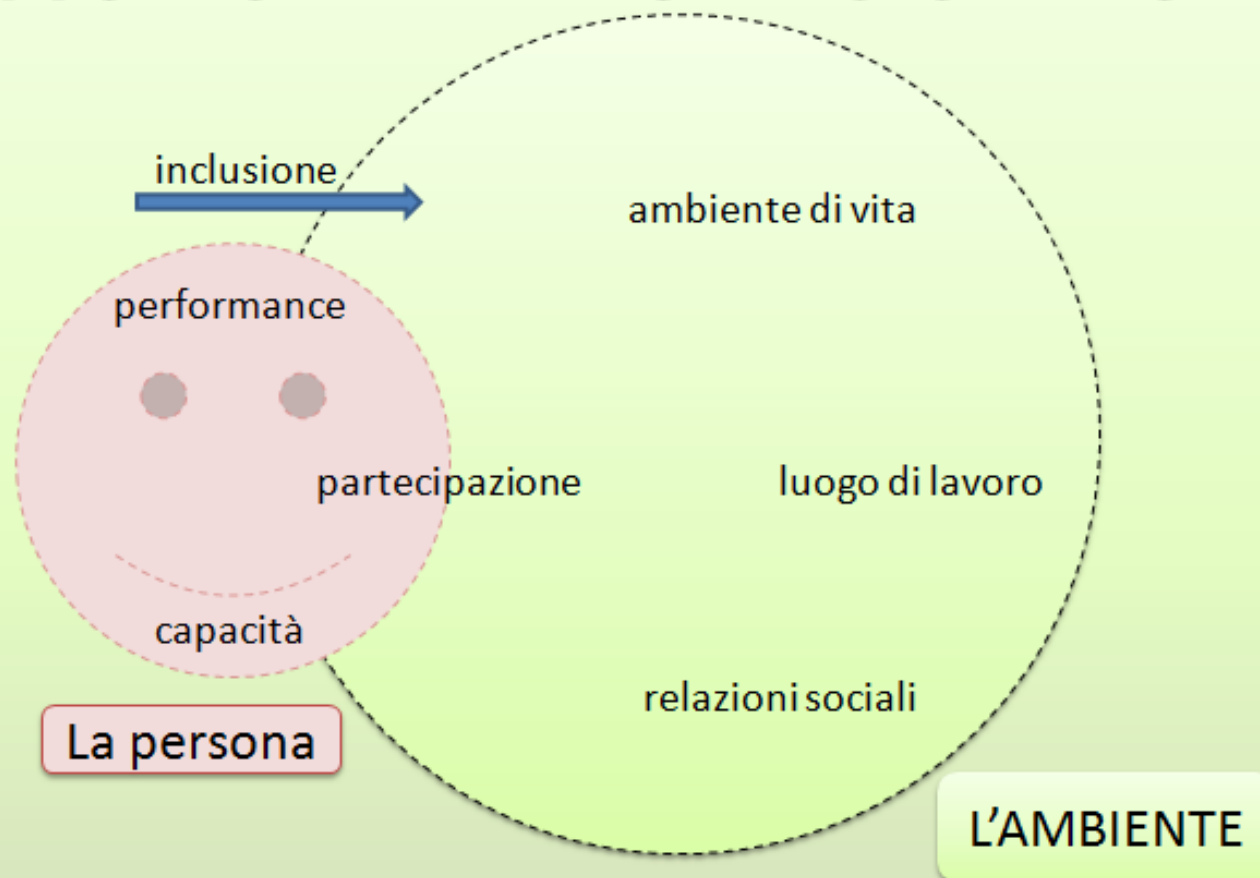 inclusione
ambiente di vita
performance
partecipazione
luogo di lavoro
capacità
relazioni sociali
La persona
L'AMBIENTE